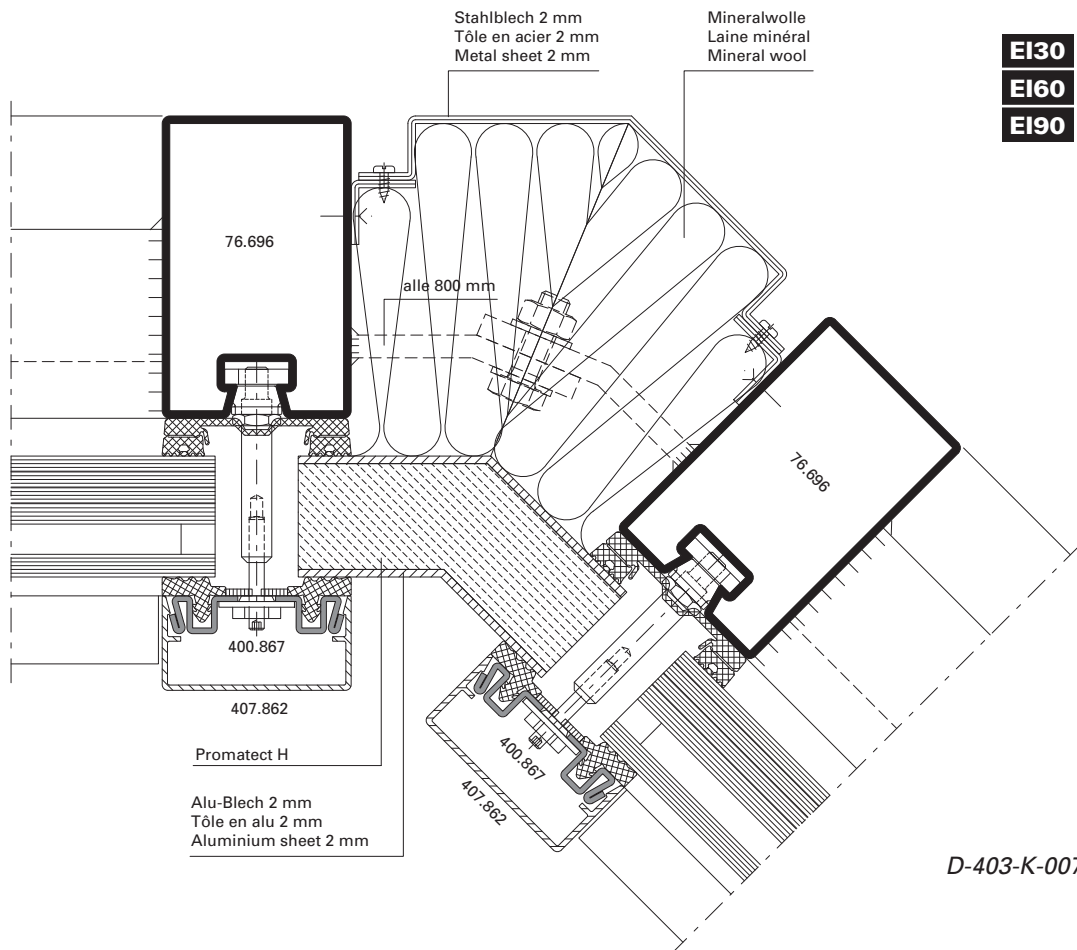 Stahlblech 2 mm
Tôle en acier 2 mm
Metal sheet 2 mm
Mineralwolle
Laine minéral
Mineral wool
EI30
EI60
EI90
76.696
alle 800 mm
76.696
400.867
407.862
400.867
407.862
Promatect H
Alu-Blech 2 mm
Tôle en alu 2 mm
Aluminium sheet 2 mm
D-403-K-007